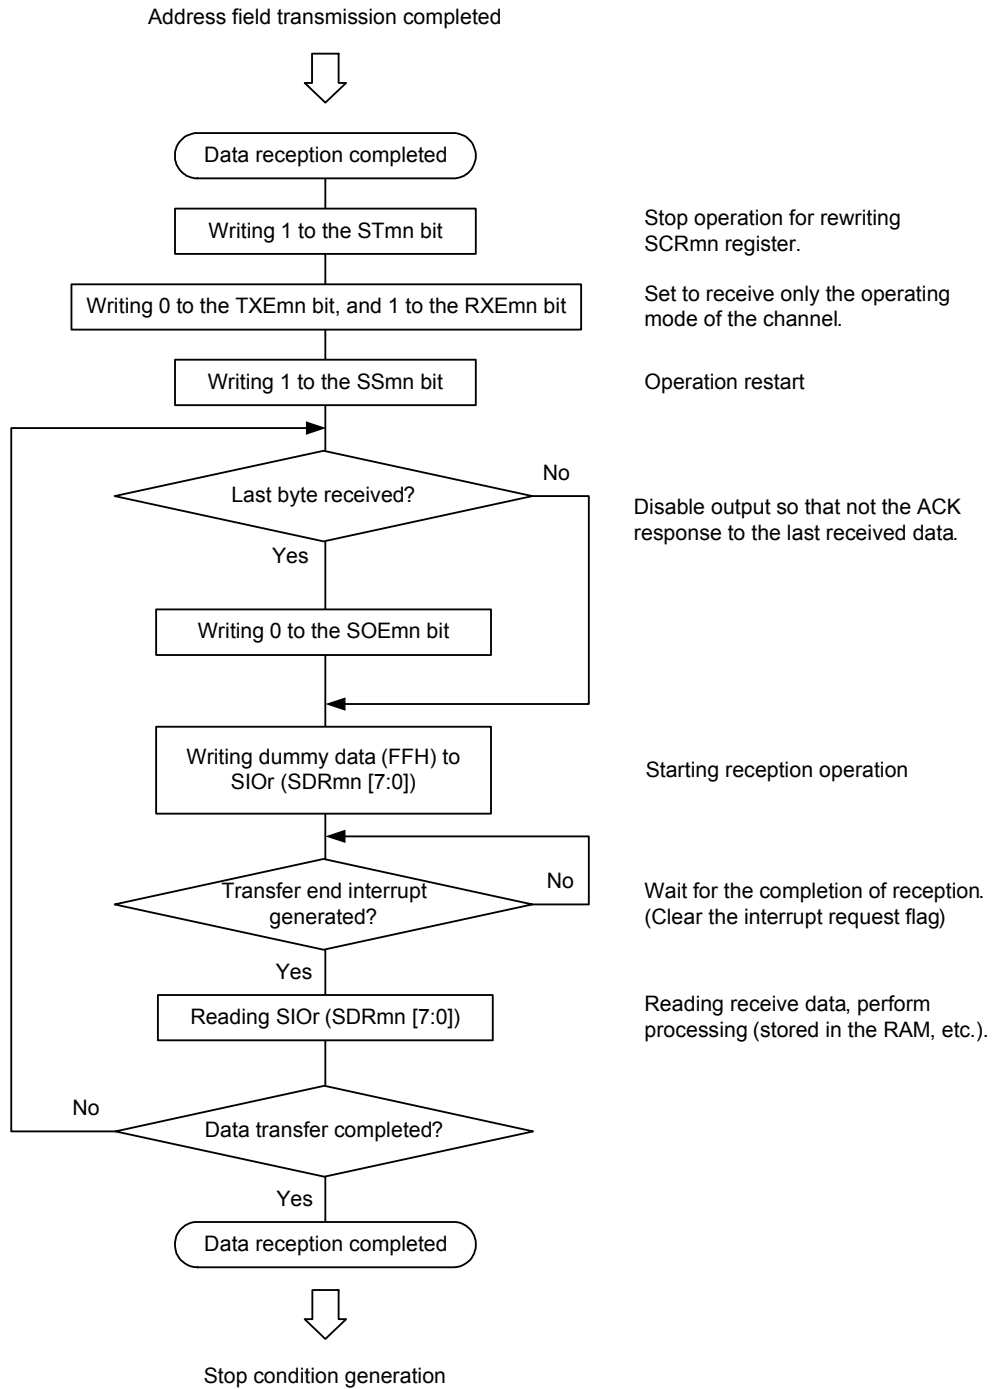 Address field transmission completed
Data reception completed
Writing 1 to the STmn bit
Stop operation for rewriting
SCRmn register.
Writing 0 to the TXEmn bit, and 1 to the RXEmn bit
Set to receive only the operating
mode of the channel.
Writing 1 to the SSmn bit
Operation restart
Last byte received?
No
Disable output so that not the ACK
response to the last received data.
Yes
Writing 0 to the SOEmn bit
Writing dummy data (FFH) to
SIOr (SDRmn [7:0])
Starting reception operation
Transfer end interrupt
generated?
No
Wait for the completion of reception.
(Clear the interrupt request flag)
Yes
Reading SIOr (SDRmn [7:0])
Reading receive data, perform
processing (stored in the RAM, etc.).
No
Data transfer completed?
Yes
Data reception completed
Stop condition generation